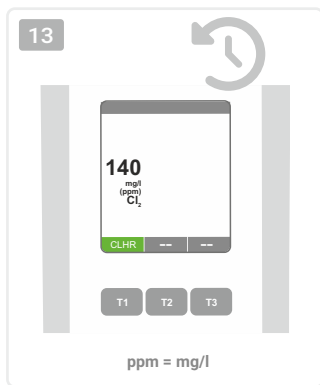 13
140
mg/l
(ppm)
Cl₂
CLHR -- --
T1 T2 T3
ppm = mg/l